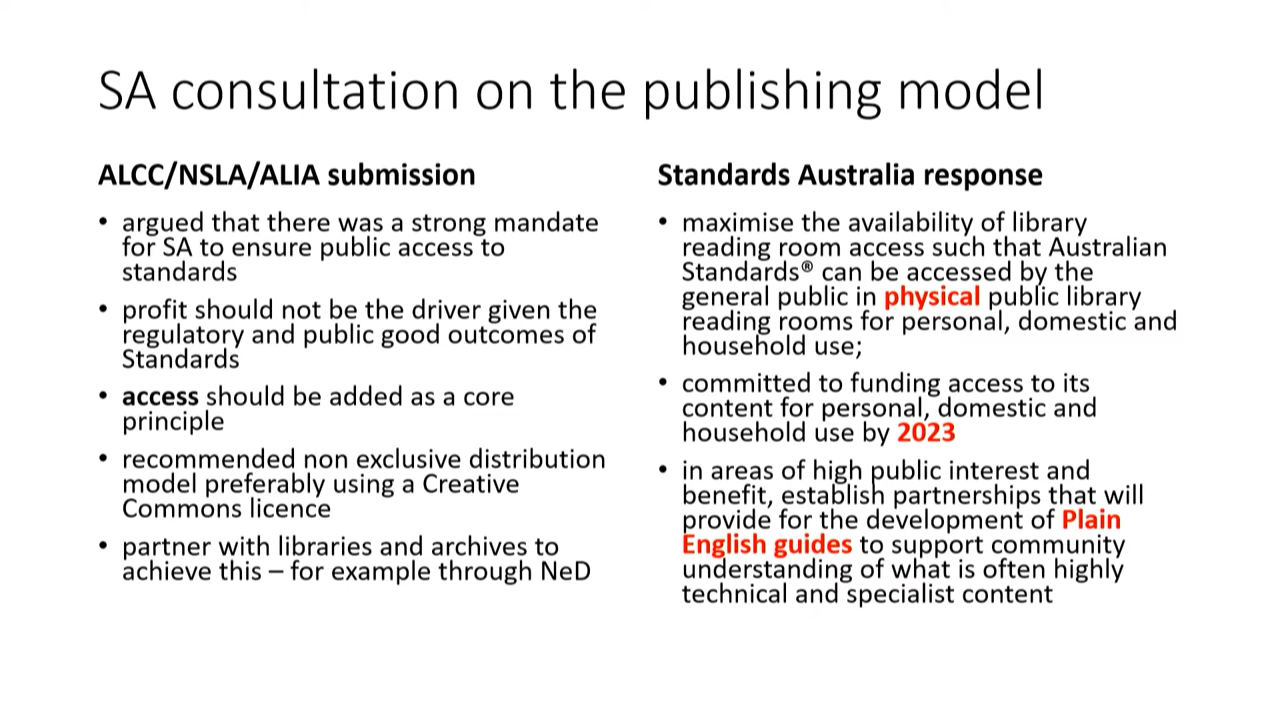 SA consultation on the publishing model
ALCC/NSLA/ALIA submission
• argued that there was a strong mandate
for SA to ensure public access to
standards
• profit should not be the driver given the
regulatory and public good outcomes of
Standards
• access should be added as a core
principle
• recommended non exclusive distribution
model preferably using a Creative
Commons licence
• partner with libraries and archives to
achieve this – for example through NeD
Standards Australia response
• maximise the availability of library
reading room access such that Australian
Standards® can be accessed by the
general public in physical public library
reading rooms for personal, domestic and
household use;
• committed to funding access to its
content for personal, domestic and
household use by 2023
• in areas of high public interest and
benefit, establish partnerships that will
provide for the development of Plain
English guides to support community
understanding of what is often highly
technical and specialist content